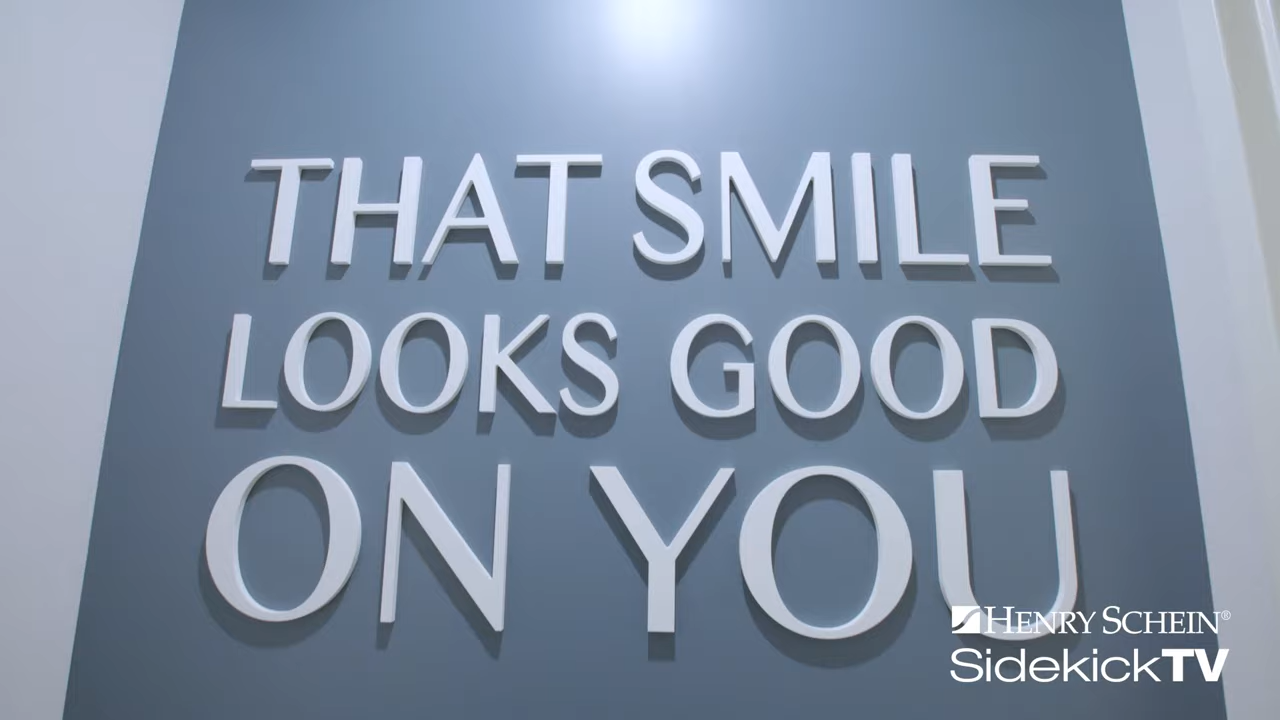 THAT SMILE
LOOKS GOOD
ON YOU
HENRY SCHEIN®
SidekickTV